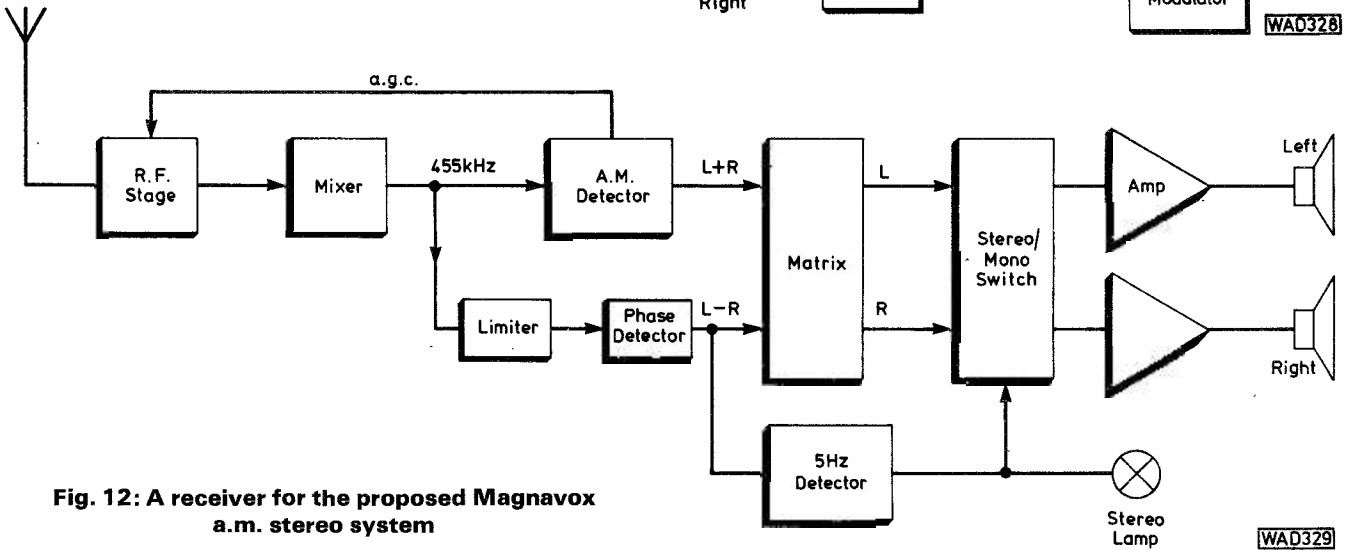 Right
Modulator
WAD328
a.g.c.
R.F.
Stage
Mixer
455kHz
A.M.
Detector
L+R
Matrix
L
R
Stereo/
Mono
Switch
Amp
Left
Limiter
Phase
Detector
L−R
Right
5Hz
Detector
Stereo
Lamp
Fig. 12: A receiver for the proposed Magnavox
a.m. stereo system
WAD329